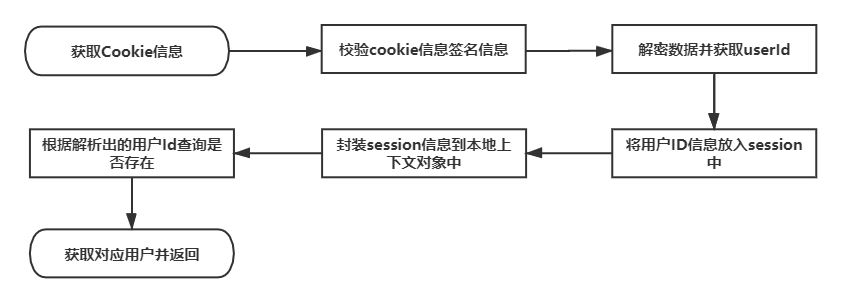 获取Cookie信息
校验cookie信息签名信息
解密数据并获取userId
将用户ID信息放入session
中
封装session信息到本地上
下文对象中
根据解析出的用户Id查询是
否存在
获取对应用户并返回